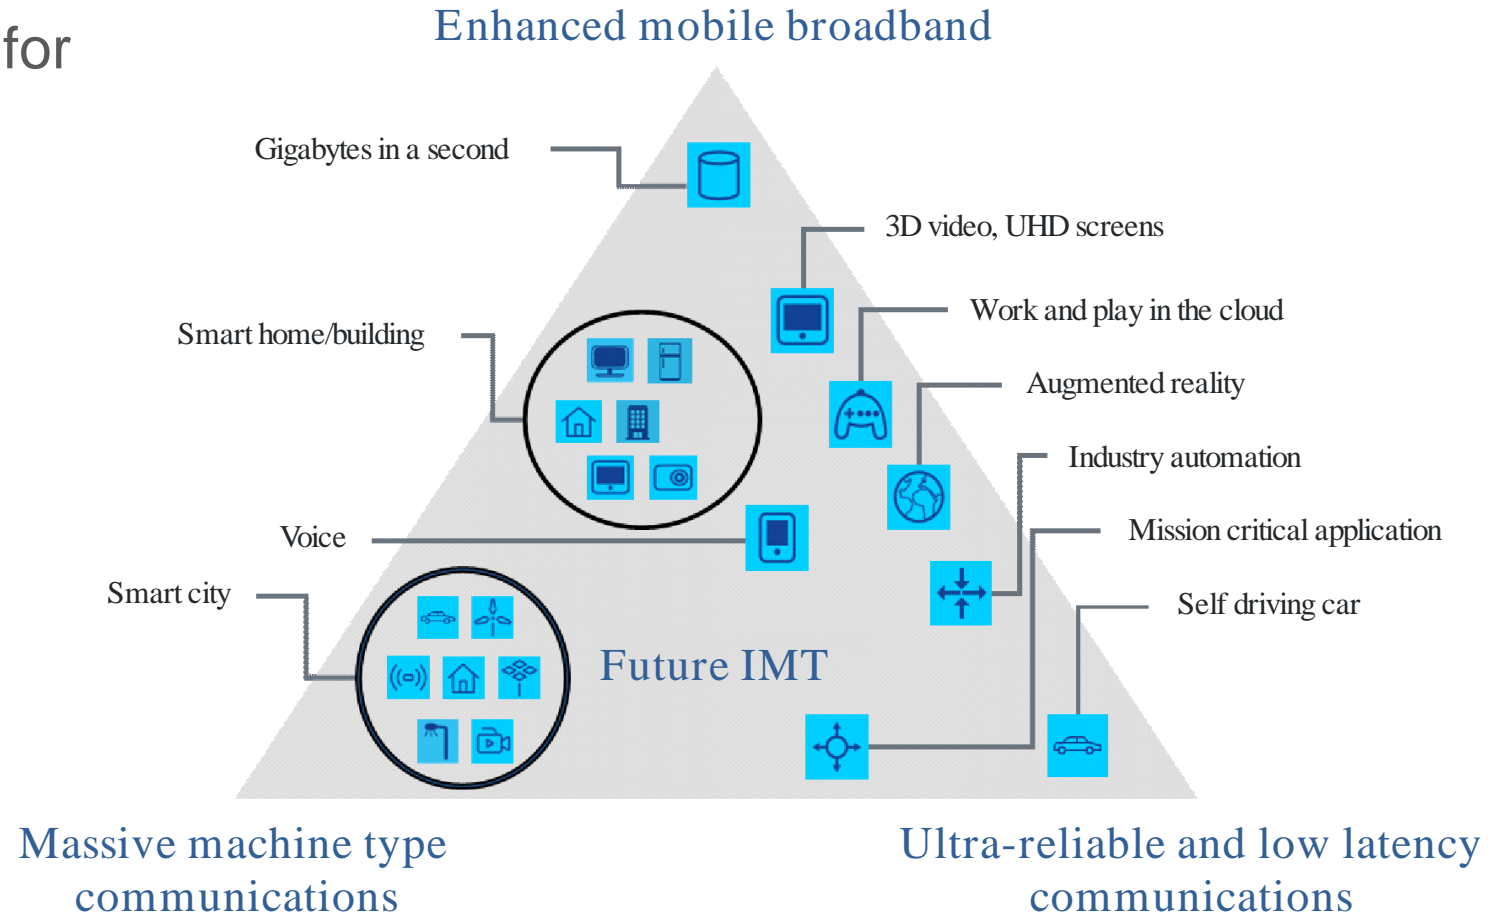 for
Enhanced mobile broadband
Gigabytes in a second
3D video, UHD screens
Work and play in the cloud
Smart home/building
Augmented reality
Industry automation
Mission critical application
Voice
Smart city
Self driving car
Future IMT
Massive machine type
communications
Ultra-reliable and low latency
communications